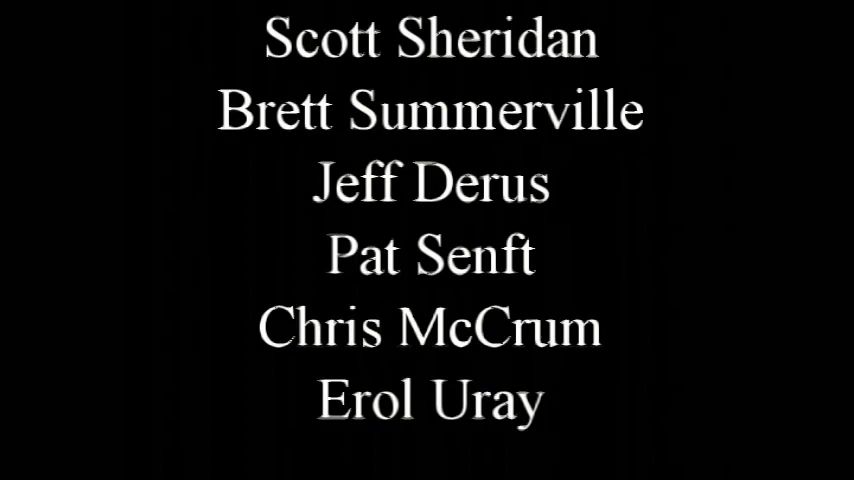 Scott Sheridan
Brett Summerville
Jeff Derus
Pat Senft
Chris McCrum
Erol Uray